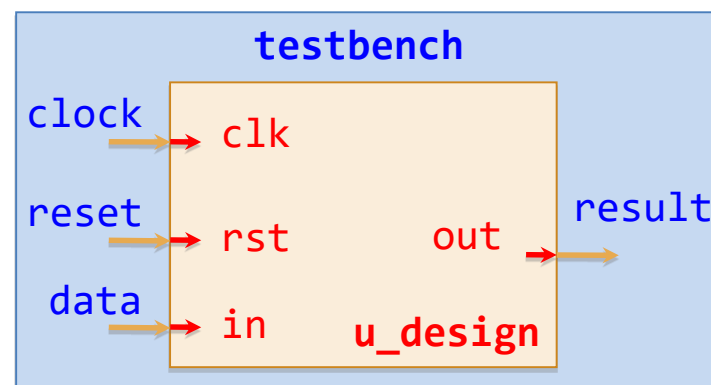 testbench
clock
clk
reset
rst
out
result
data
in
u_design